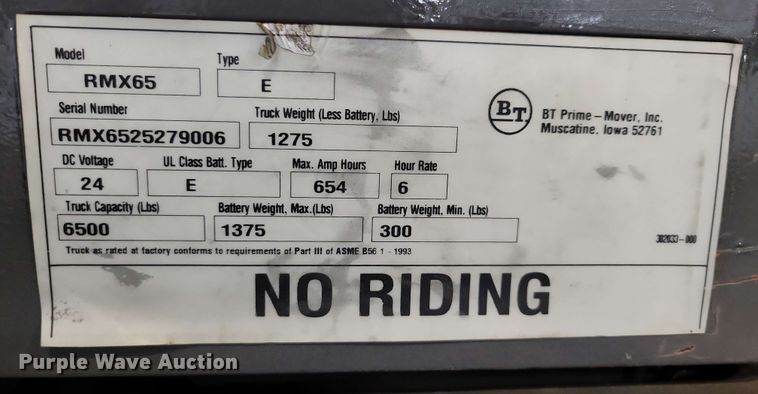 Model Type
RMX65 E
Serial Number Truck Weight (Less Battery, Lbs)
RMX6525279006 1275
BT
BT Prime-Mover, Inc.
Muscatine, Iowa 52761
DC Voltage UL Class Batt. Type Max. Amp Hours Hour Rate
24 E 654 6
Truck Capacity (Lbs) Battery Weight, Max.(Lbs) Battery Weight, Min. (Lbs)
6500 1375 300
302033-000
Truck as rated at factory conforms to requirements of Part III of ASME B56 1 - 1993
NO RIDING
Purple Wave Auction